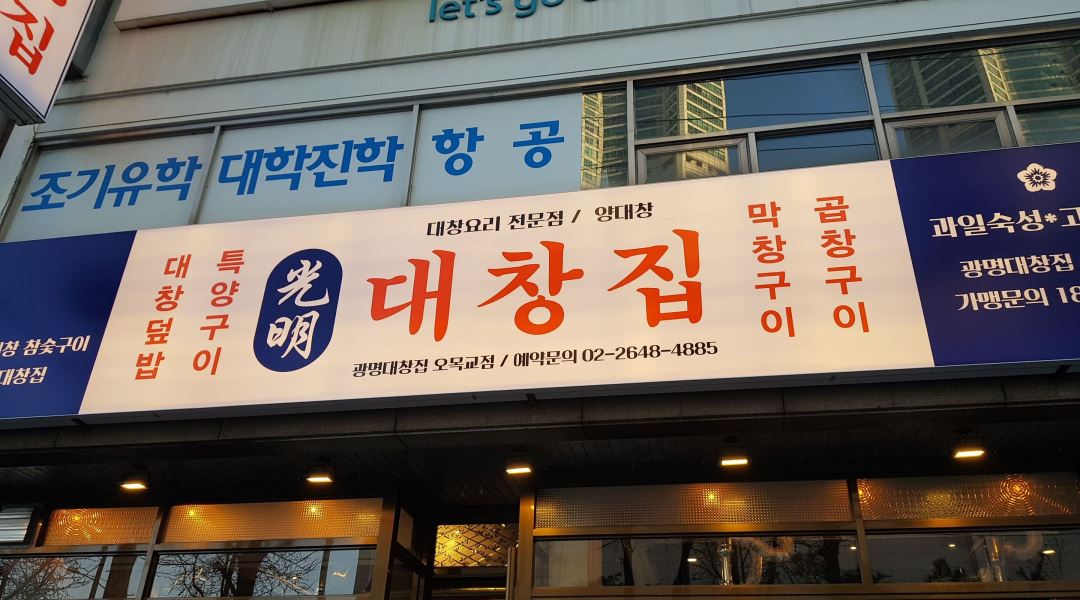 집
let's go
조기유학 대학진학 항공
대창요리 전문점 / 양대창
대창덮밥
특양구이
光明
대창집
막창구이
곱창구이
광명대창집 오목교점 / 예약문의 02-2648-4885
참숯구이
대창집
과일숙성*고
광명대창집
가맹문의 18